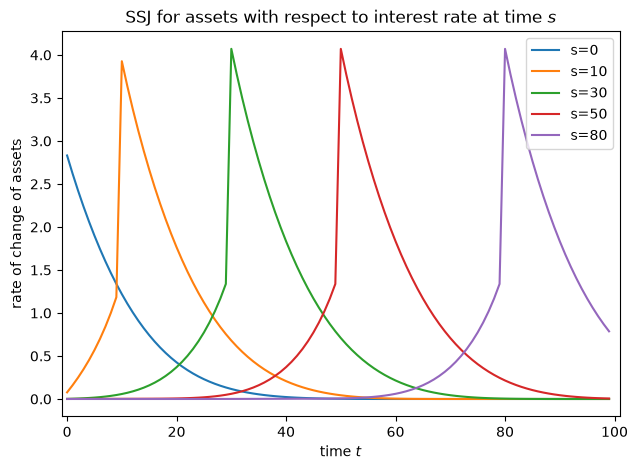 SSJ for assets with respect to interest rate at time s
rate of change of assets
4.0
3.5
3.0
2.5
2.0
1.5
1.0
0.5
0.0
s=0
s=10
s=30
s=50
s=80
0 20 40 60 80 100
time t